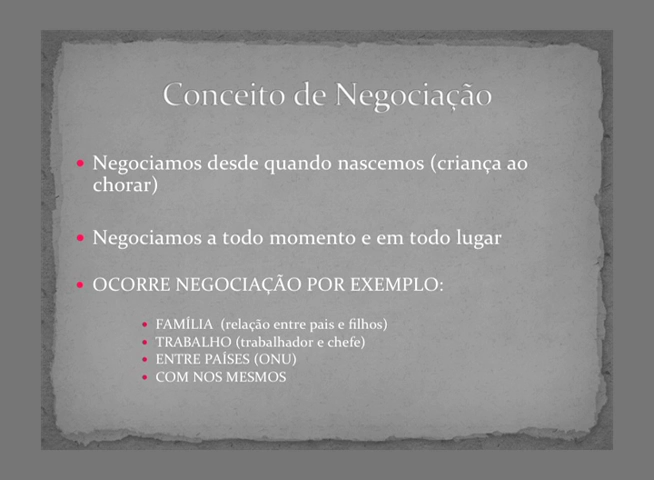 Conceito de Negociação
• Negociamos desde quando nascemos (criança ao
chorar)
• Negociamos a todo momento e em todo lugar
• OCORRE NEGOCIAÇÃO POR EXEMPLO:
• FAMÍLIA (relação entre pais e filhos)
• TRABALHO (trabalhador e chefe)
• ENTRE PAÍSES (ONU)
• COM NOS MESMOS